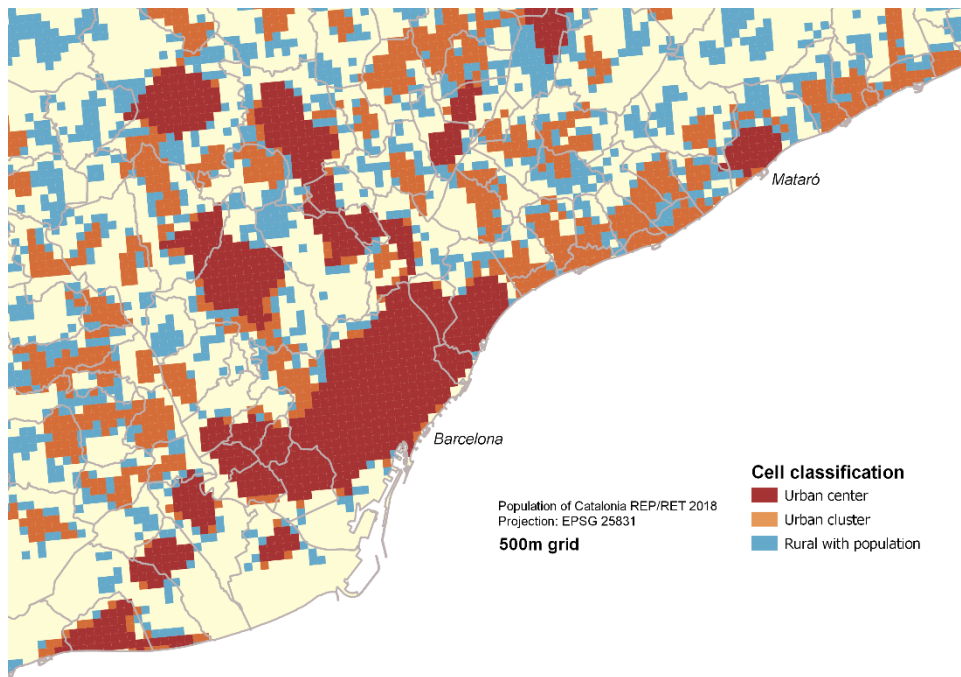 Mataró
Barcelona
Cell classification
Urban center
Urban cluster
Rural with population
Population of Catalonia REP/RET 2018
Projection: EPSG 25831
500m grid